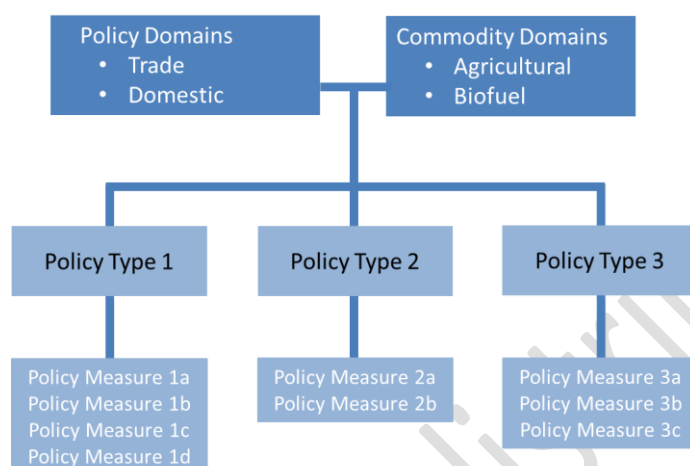 Policy Domains
• Trade
• Domestic
Commodity Domains
• Agricultural
• Biofuel
Policy Type 1
Policy Type 2
Policy Type 3
Policy Measure 1a
Policy Measure 1b
Policy Measure 1c
Policy Measure 1d
Policy Measure 2a
Policy Measure 2b
Policy Measure 3a
Policy Measure 3b
Policy Measure 3c